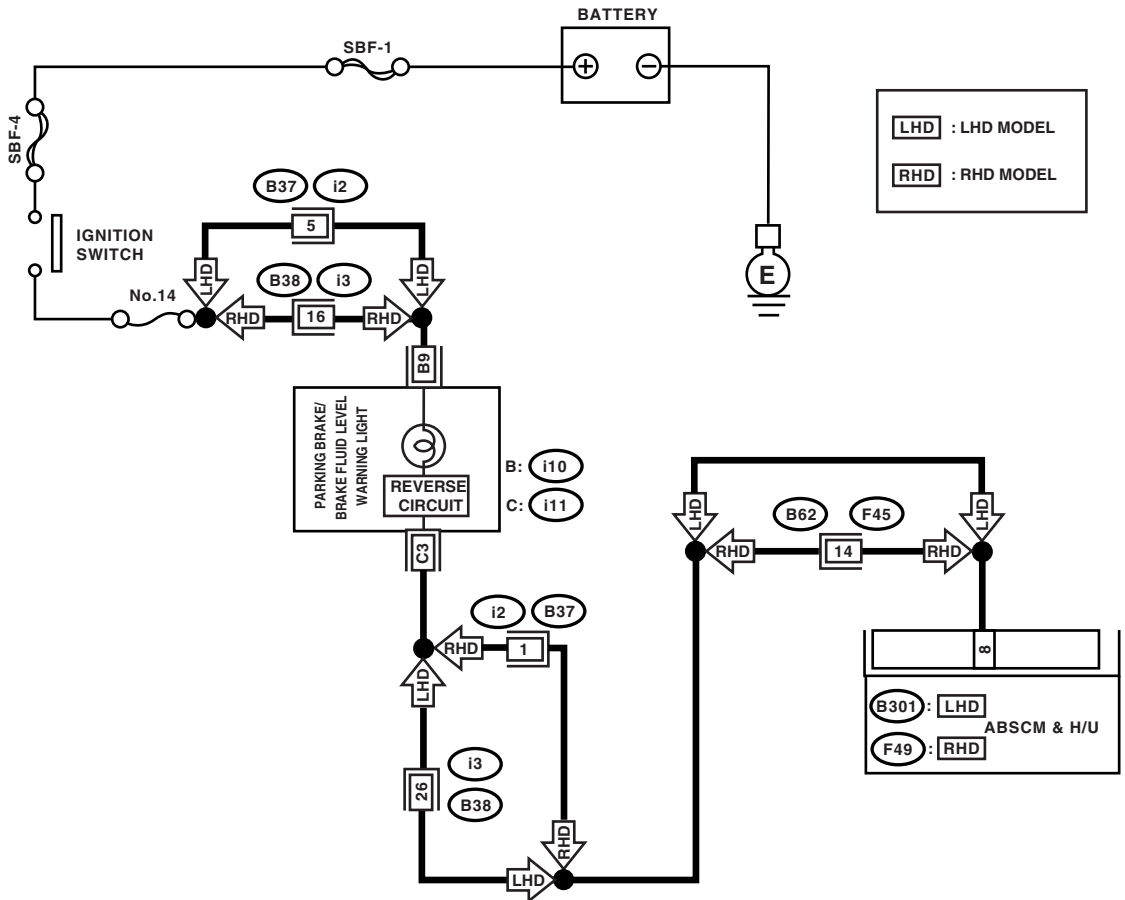 BATTERY
SBF-1
SBF-4
LHD : LHD MODEL
RHD : RHD MODEL
B37 i2
5
IGNITION
SWITCH
LHD LHD
B38 i3
No.14
RHD 16 RHD
E
B9
PARKING BRAKE/
BRAKE FLUID LEVEL
WARNING LIGHT
REVERSE
CIRCUIT
B: i10
C: i11
C3
LHD LHD
B62 F45
RHD 14 RHD
i2 B37
RHD 1
LHD
8
B301 : LHD
ABSCM & H/U
F49 : RHD
i3
26
B38
RHD
LHD